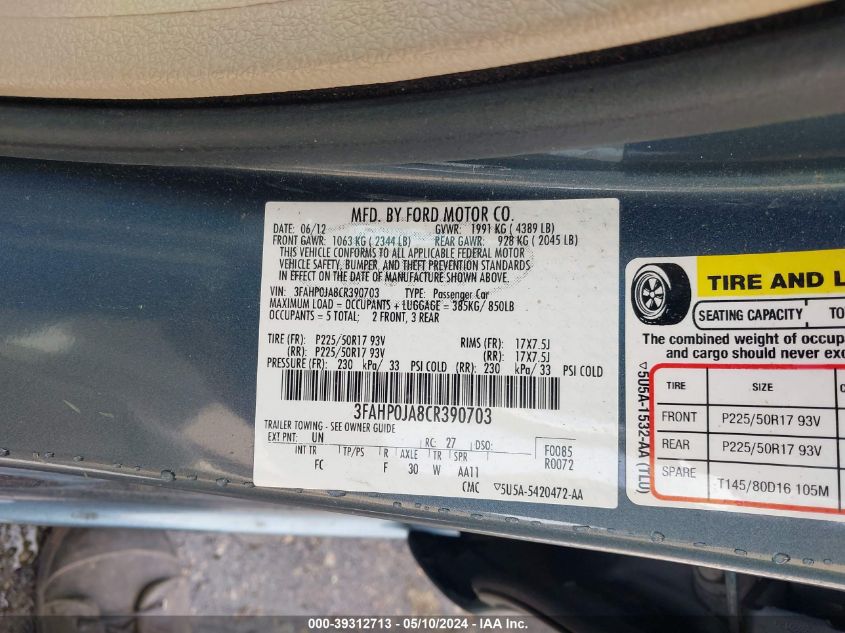 MFD. BY FORD MOTOR CO.
DATE: 06/12 GVWR: 1991 KG ( 4389 LB)
FRONT GAWR: 1063 KG ( 2344 LB) REAR GAWR: 928 KG ( 2045 LB)
THIS VEHICLE CONFORMS TO ALL APPLICABLE FEDERAL MOTOR
VEHICLE SAFETY, BUMPER, AND THEFT PREVENTION STANDARDS
IN EFFECT ON THE DATE OF MANUFACTURE SHOWN ABOVE.
VIN: 3FAHP0JA8CR390703 TYPE: Passenger Car
MAXIMUM LOAD = OCCUPANTS + LUGGAGE = 385KG/ 850LB
OCCUPANTS = 5 TOTAL; 2 FRONT, 3 REAR
TIRE (FR): P225/50R17 93V RIMS (FR): 17X7.5J
(RR): P225/50R17 93V (RR): 17X7.5J
PRESSURE (FR): 230 kPa/ 33 PSI COLD (RR): 230 kPa/ 33 PSI COLD
3FAHP0JA8CR390703
TRAILER TOWING - SEE OWNER GUIDE
EXT PNT: UN RC: 27 DSO: F0085
INT TR TP/PS R AXLE TR SPR R0072
FC F 30 W AA11
CMC ▽5U5A-5420472-AA
TIRE AND L
SEATING CAPACITY TO
The combined weight of occup
and cargo should never exc
▽5U5A-1532-AA (TLU)
TIRE SIZE
FRONT P225/50R17 93V
REAR P225/50R17 93V
SPARE T145/80D16 105M
000-39312713 - 05/10/2024 - IAA Inc.